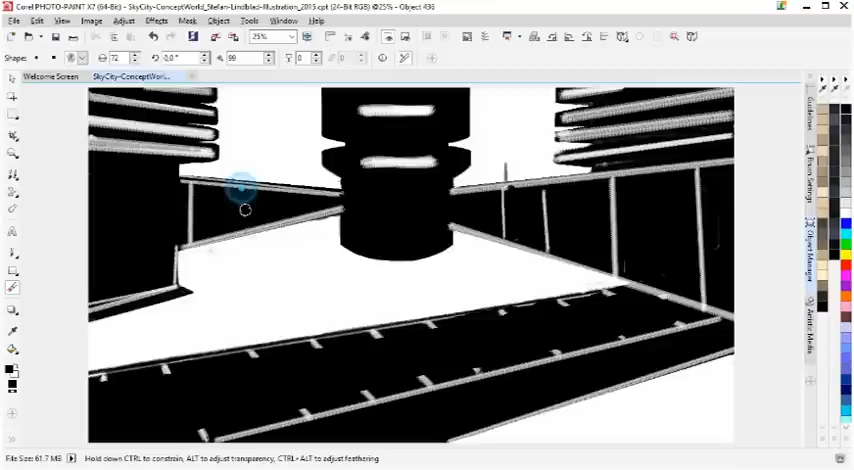 Corel PHOTO-PAINT X7 (64-Bit) - SkyCity-ConceptWorld_Stefan-Lindblad-Illustration_2015.cpt (24-Bit RGB) @25% - Object 436
File Edit View Image Adjust Effects Mask Object Tools Window Help
25%
Shape: 72 0,0 ° 99 0 0
Welcome Screen SkyCity-ConceptWorl...
Guidelines
Brush Settings
Object Manager
Artistic Media
File Size: 61.7 MB Hold down CTRL to constrain, ALT to adjust transparency, CTRL+ALT to adjust feathering